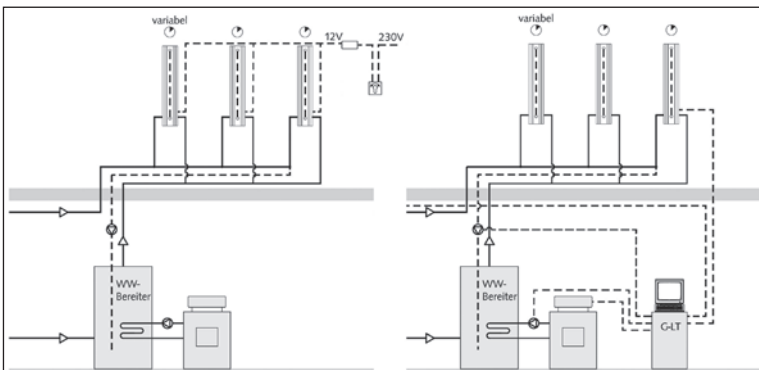 variabel
12V 230V
WW-
Bereiter
variabel
WW-
Bereiter
G-LT